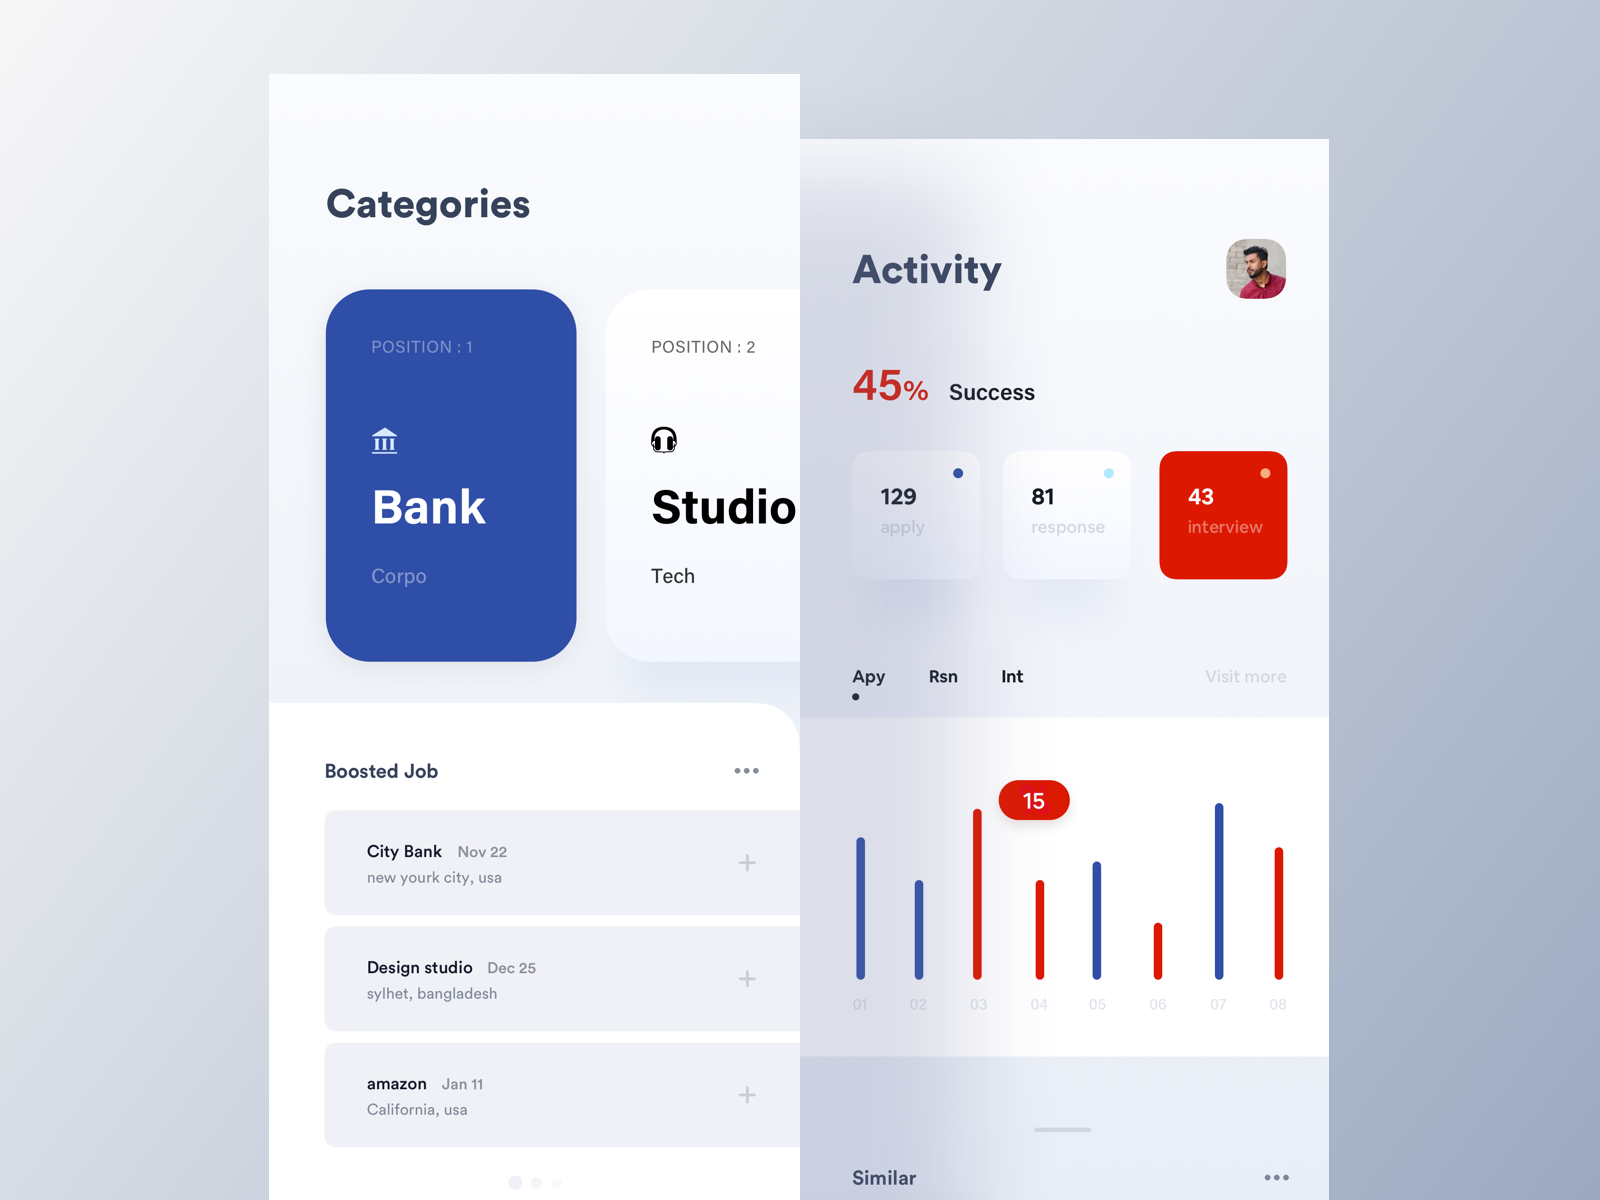 Categories
POSITION : 1
Bank
Corpo
POSITION : 2
Studio
Tech
Boosted Job
City Bank Nov 22
new yourk city, usa
Design studio Dec 25
sylhet, bangladesh
amazon Jan 11
California, usa
Activity
45% Success
129
apply
81
response
43
interview
Apy Rsn Int Visit more
15
01 02 03 04 05 06 07 08
Similar